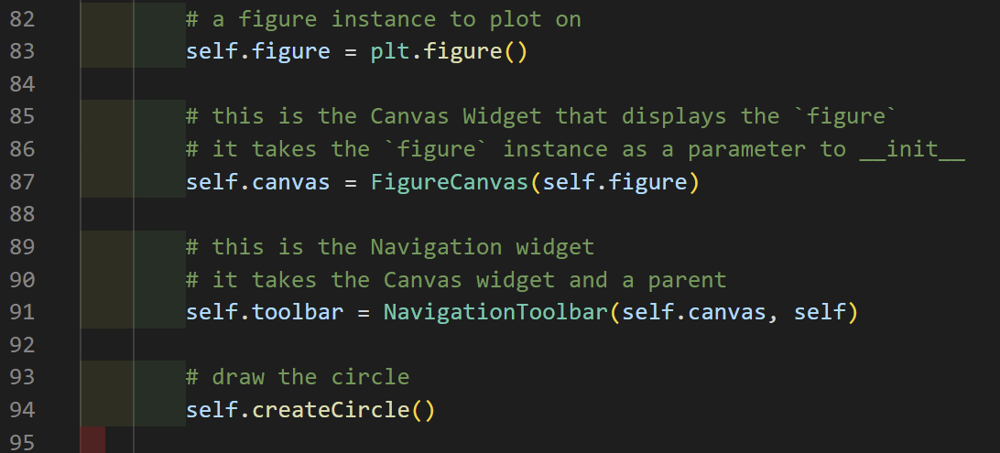 82 # a figure instance to plot on
83 self.figure = plt.figure()
84
85 # this is the Canvas Widget that displays the `figure`
86 # it takes the `figure` instance as a parameter to __init__
87 self.canvas = FigureCanvas(self.figure)
88
89 # this is the Navigation widget
90 # it takes the Canvas widget and a parent
91 self.toolbar = NavigationToolbar(self.canvas, self)
92
93 # draw the circle
94 self.createCircle()
95